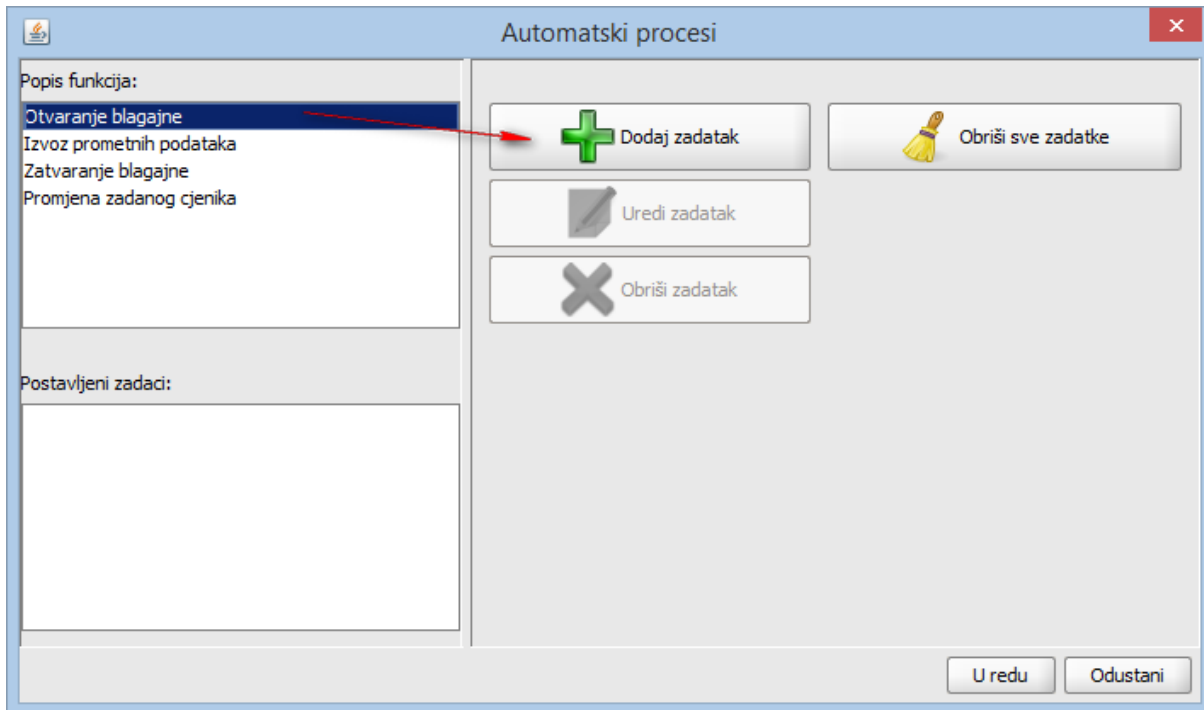 Automatski procesi
Popis funkcija:
Otvaranje blagajne
Izvoz prometnih podataka
Zatvaranje blagajne
Promjena zadanog cjenika
Dodaj zadatak
Obriši sve zadatke
Uredi zadatak
Obriši zadatak
Postavljeni zadaci:
U redu
Odustani